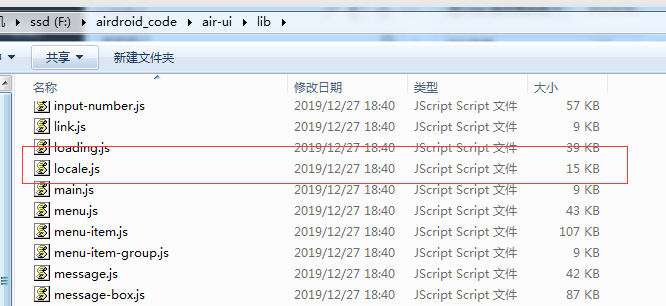 ssd (F:) ▸ airdroid_code ▸ air-ui ▸ lib ▸
共享 ▼ 新建文件夹
名称 修改日期 类型 大小
input-number.js 2019/12/27 18:40 JScript Script 文件 57 KB
link.js 2019/12/27 18:40 JScript Script 文件 9 KB
loading.js 2019/12/27 18:40 JScript Script 文件 39 KB
locale.js 2019/12/27 18:40 JScript Script 文件 15 KB
main.js 2019/12/27 18:40 JScript Script 文件 9 KB
menu.js 2019/12/27 18:40 JScript Script 文件 43 KB
menu-item.js 2019/12/27 18:40 JScript Script 文件 107 KB
menu-item-group.js 2019/12/27 18:40 JScript Script 文件 9 KB
message.js 2019/12/27 18:40 JScript Script 文件 42 KB
message-box.js 2019/12/27 18:40 JScript Script 文件 87 KB